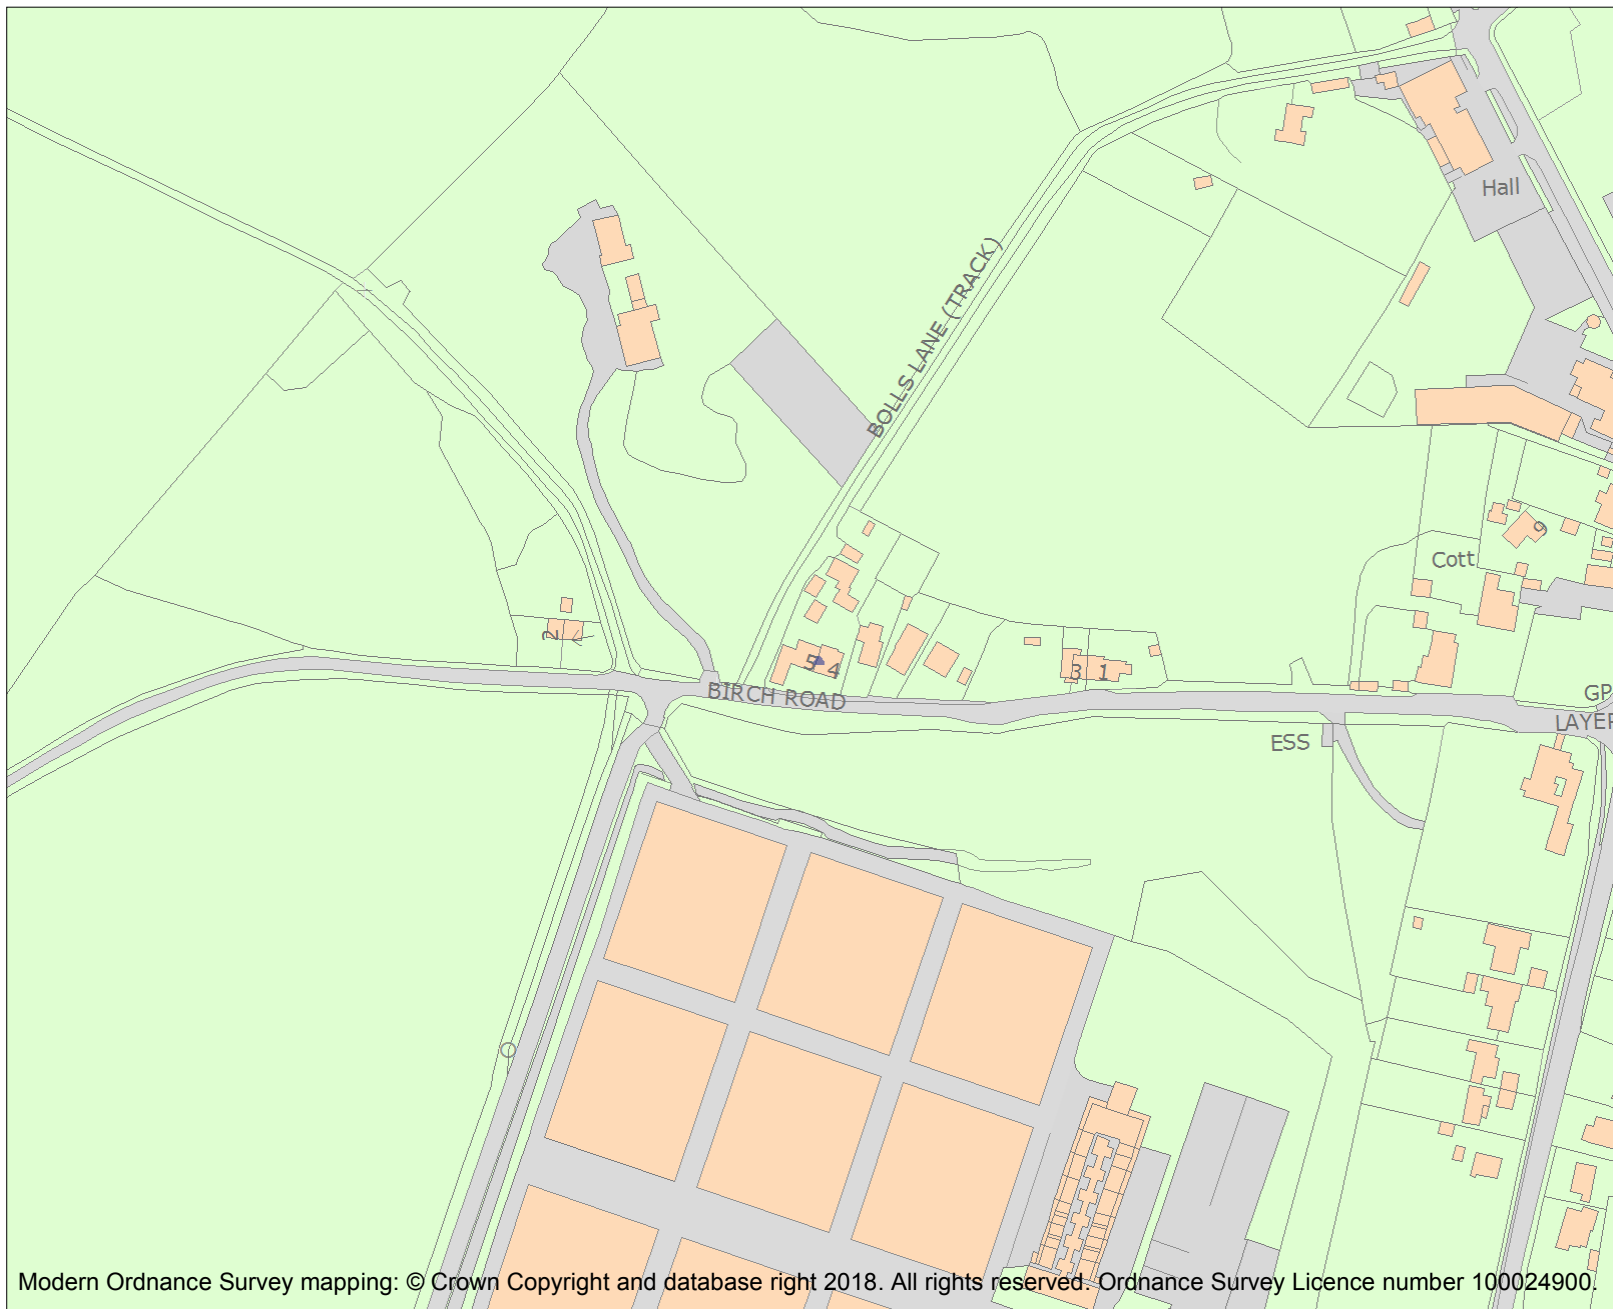 Hall
BOLLS LANE (TRACK)
9
Cott
2
5 4
3 1
BIRCH ROAD
GP
LAYER
ESS
Modern Ordnance Survey mapping: © Crown Copyright and database right 2018. All rights reserved. Ordnance Survey Licence number 100024900.